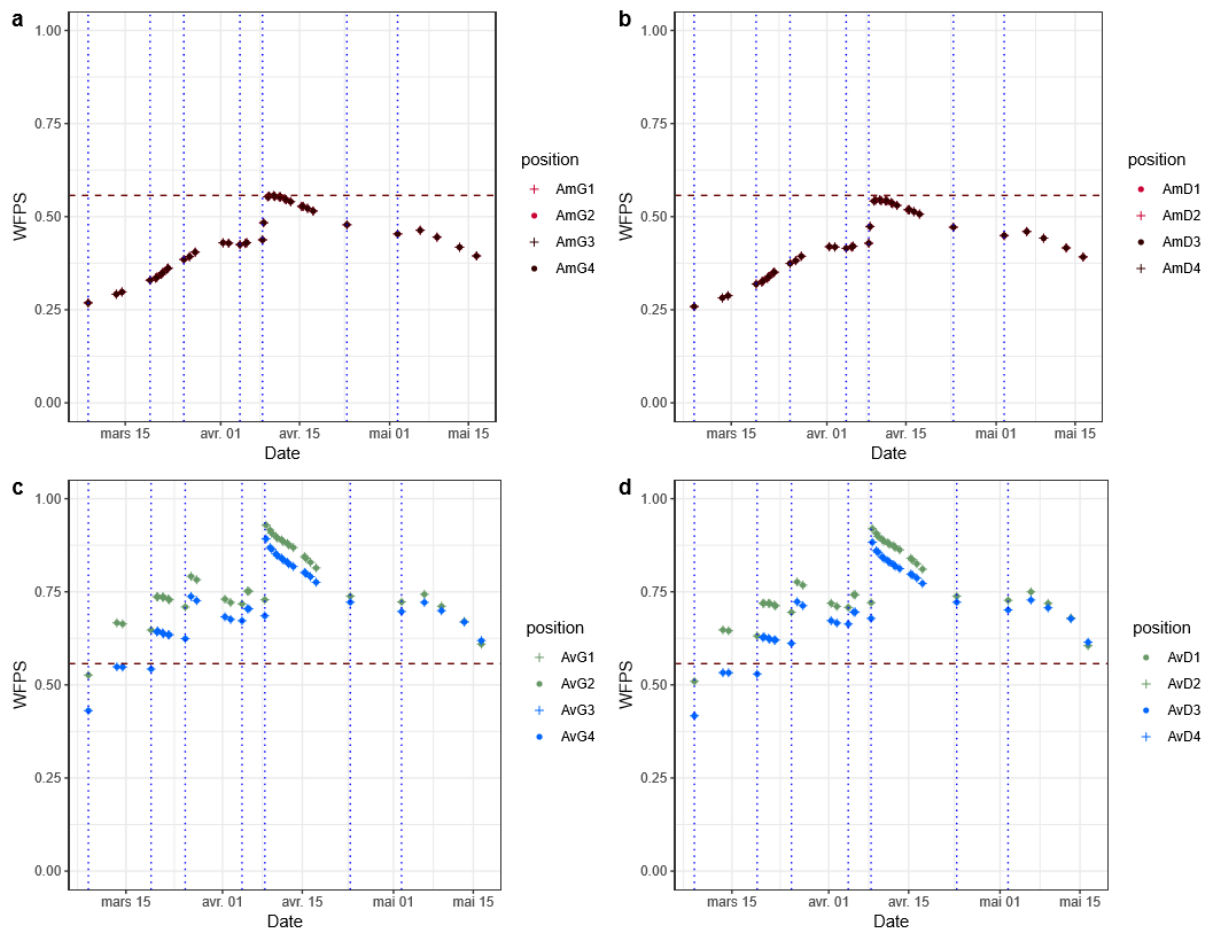 a
1.00
0.75
0.50
0.25
0.00
WFPS
mars 15
avr. 01
avr. 15
mai 01
mai 15
Date
position
AmG1
AmG2
AmG3
AmG4
b
1.00
0.75
0.50
0.25
0.00
WFPS
mars 15
avr. 01
avr. 15
mai 01
mai 15
Date
position
AmD1
AmD2
AmD3
AmD4
c
1.00
0.75
0.50
0.25
0.00
WFPS
mars 15
avr. 01
avr. 15
mai 01
mai 15
Date
position
AvG1
AvG2
AvG3
AvG4
d
1.00
0.75
0.50
0.25
0.00
WFPS
mars 15
avr. 01
avr. 15
mai 01
mai 15
Date
position
AvD1
AvD2
AvD3
AvD4